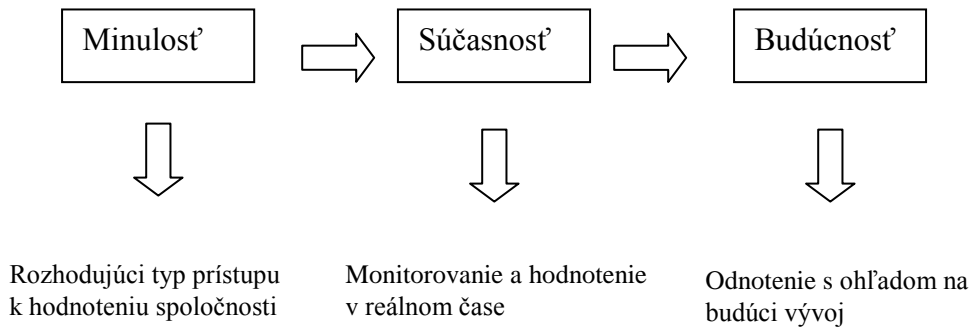 Minulosť
Súčasnosť
Budúcnosť
Rozhodujúci typ prístupu
k hodnoteniu spoločnosti
Monitorovanie a hodnotenie
v reálnom čase
Odnotenie s ohľadom na
budúci vývoj